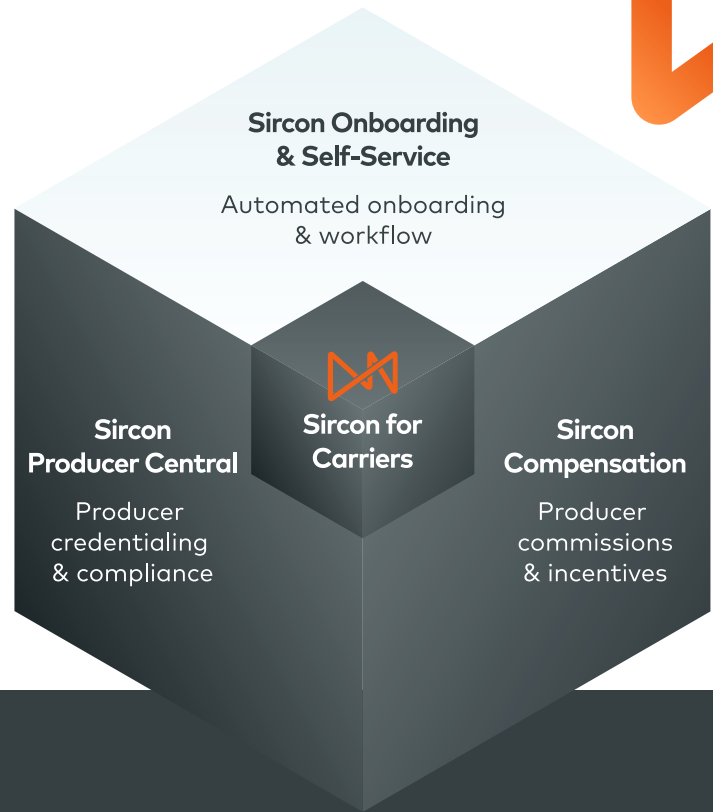 Sircon Onboarding
& Self-Service
Automated onboarding
& workflow
Sircon for
Carriers
Sircon
Producer Central
Producer
credentialing
& compliance
Sircon
Compensation
Producer
commissions
& incentives